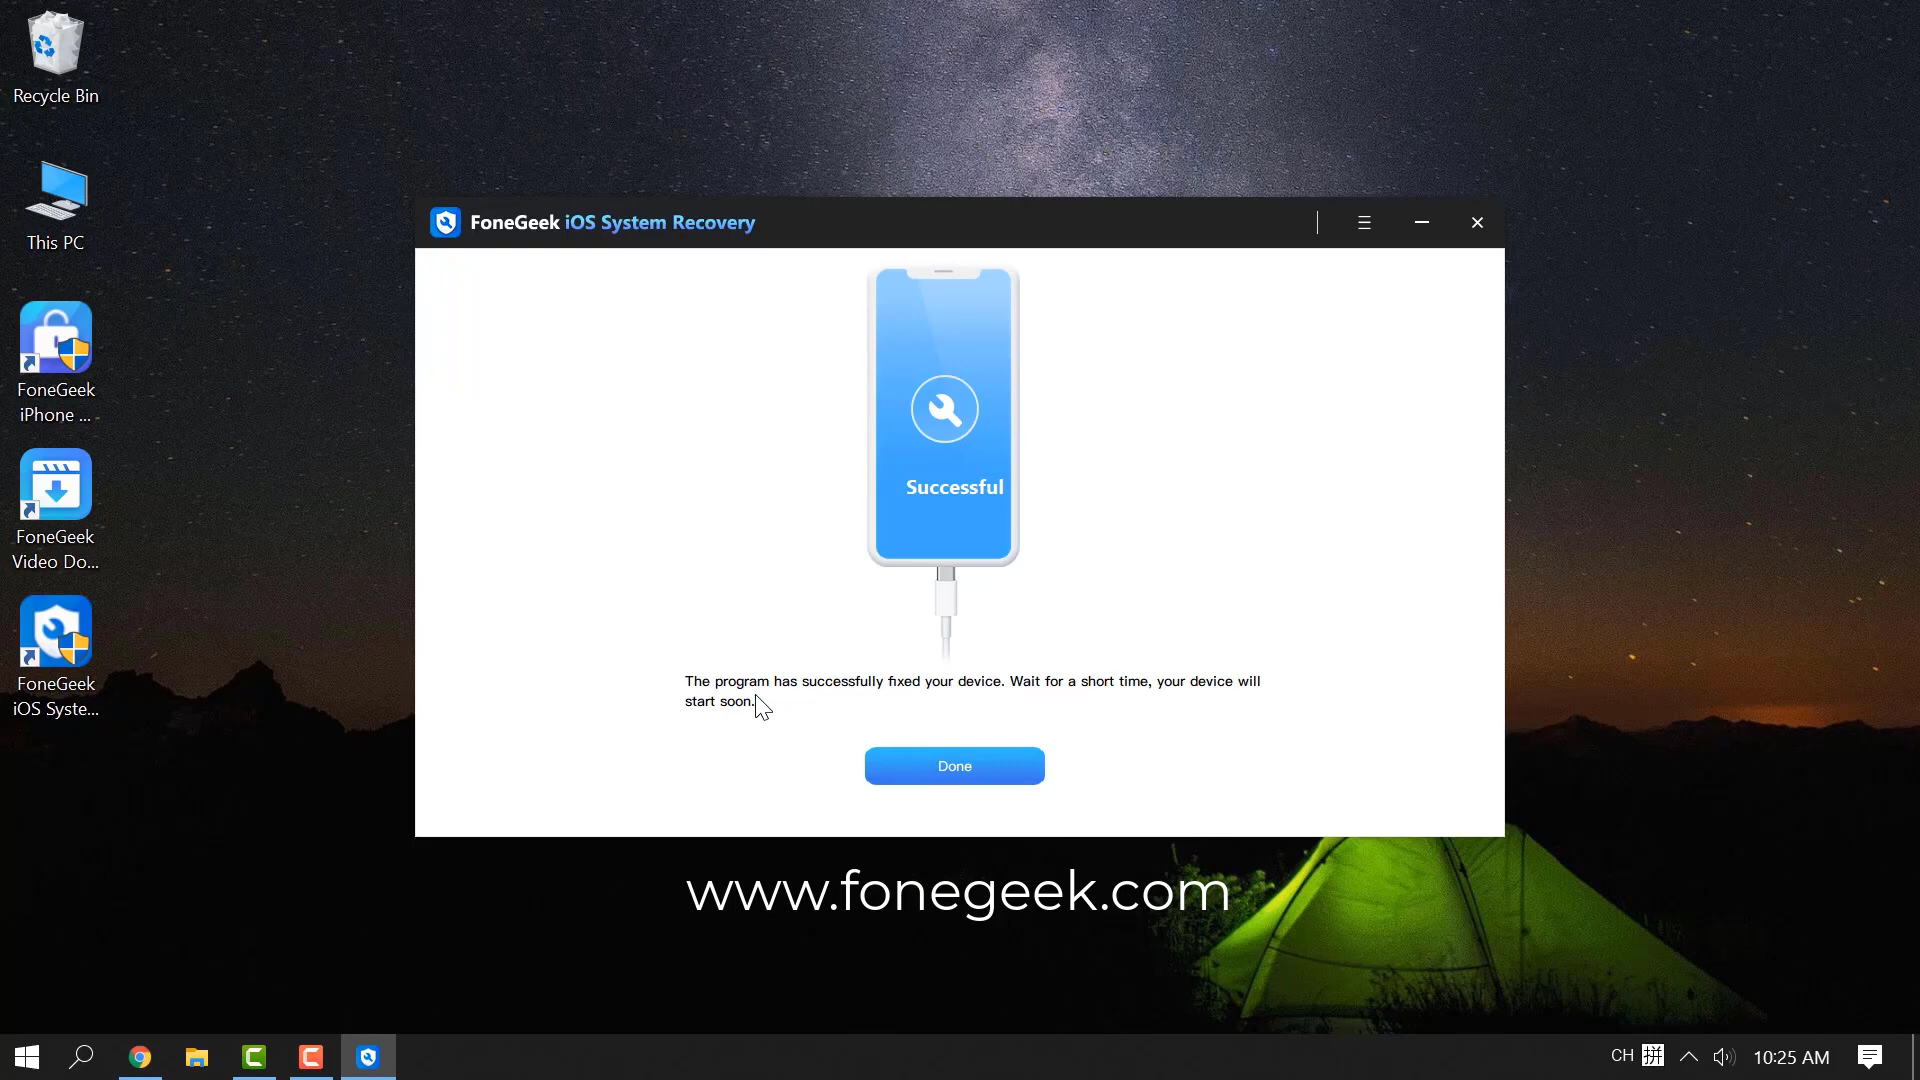 Recycle Bin
This PC
FoneGeek
iPhone ...
FoneGeek
Video Do...
FoneGeek
iOS Syste...
FoneGeek iOS System Recovery
Successful
The program has successfully fixed your device. Wait for a short time, your device will
start soon.
Done
www.fonegeek.com
CH 拼 10:25 AM